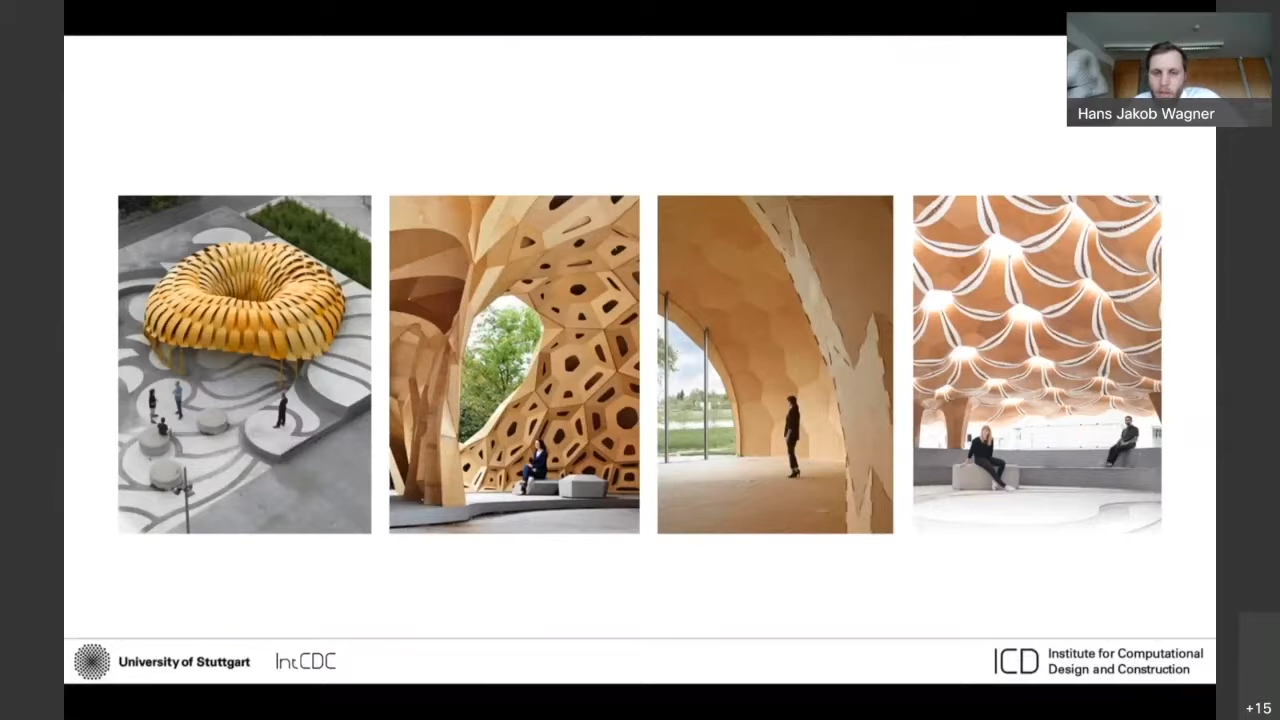 Hans Jakob Wagner
University of Stuttgart
IntCDC
ICD
Institute for Computational
Design and Construction
+15